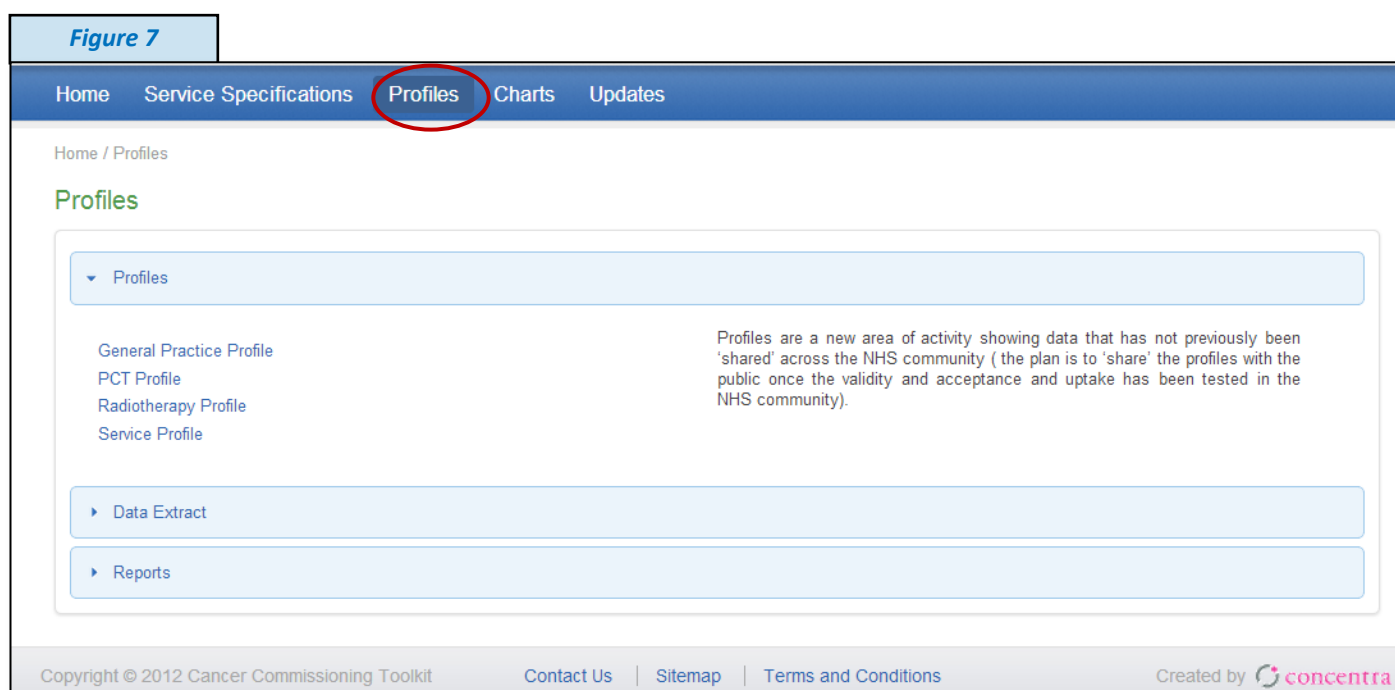 Figure 7
Home Service Specifications Profiles Charts Updates
Home / Profiles
Profiles
Profiles
General Practice Profile
PCT Profile
Radiotherapy Profile
Service Profile
Profiles are a new area of activity showing data that has not previously been
'shared' across the NHS community ( the plan is to 'share' the profiles with the
public once the validity and acceptance and uptake has been tested in the
NHS community).
Data Extract
Reports
Copyright © 2012 Cancer Commissioning Toolkit Contact Us | Sitemap | Terms and Conditions Created by concentra